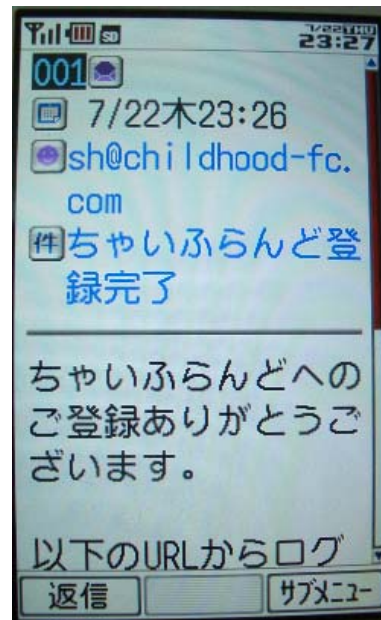 SD 7/22THU
23:27
001
7/22木23:26
sh@childhood-fc.
com
件 ちゃいふらんど登
録完了
ちゃいふらんどへの
ご登録ありがとうご
ざいます。
以下のURLからログ
返信 サブメニュー